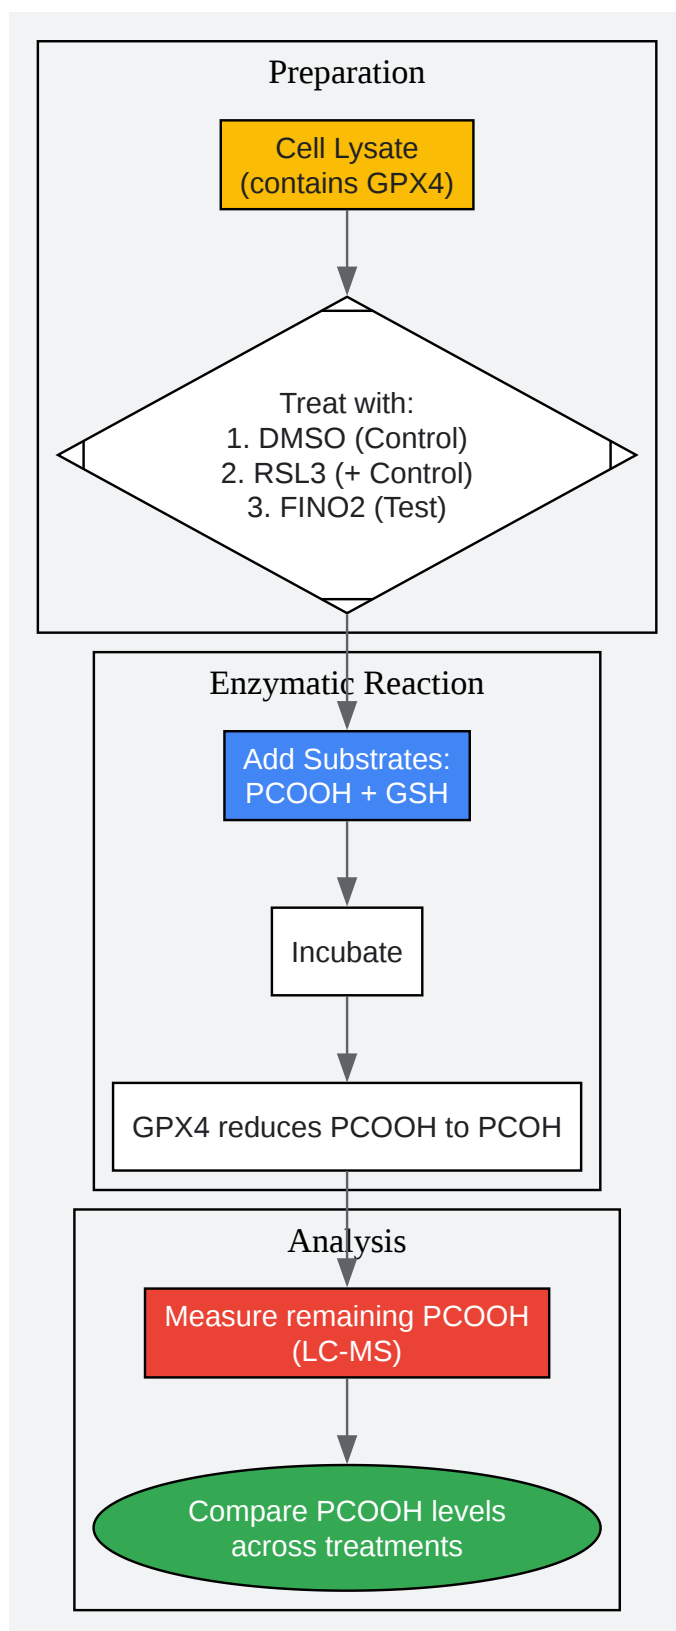 Preparation
Cell Lysate
(contains GPX4)
Treat with:
1. DMSO (Control)
2. RSL3 (+ Control)
3. FINO2 (Test)
Enzymatic Reaction
Add Substrates:
PCOOH + GSH
Incubate
GPX4 reduces PCOOH to PCOH
Analysis
Measure remaining PCOOH
(LC-MS)
Compare PCOOH levels
across treatments